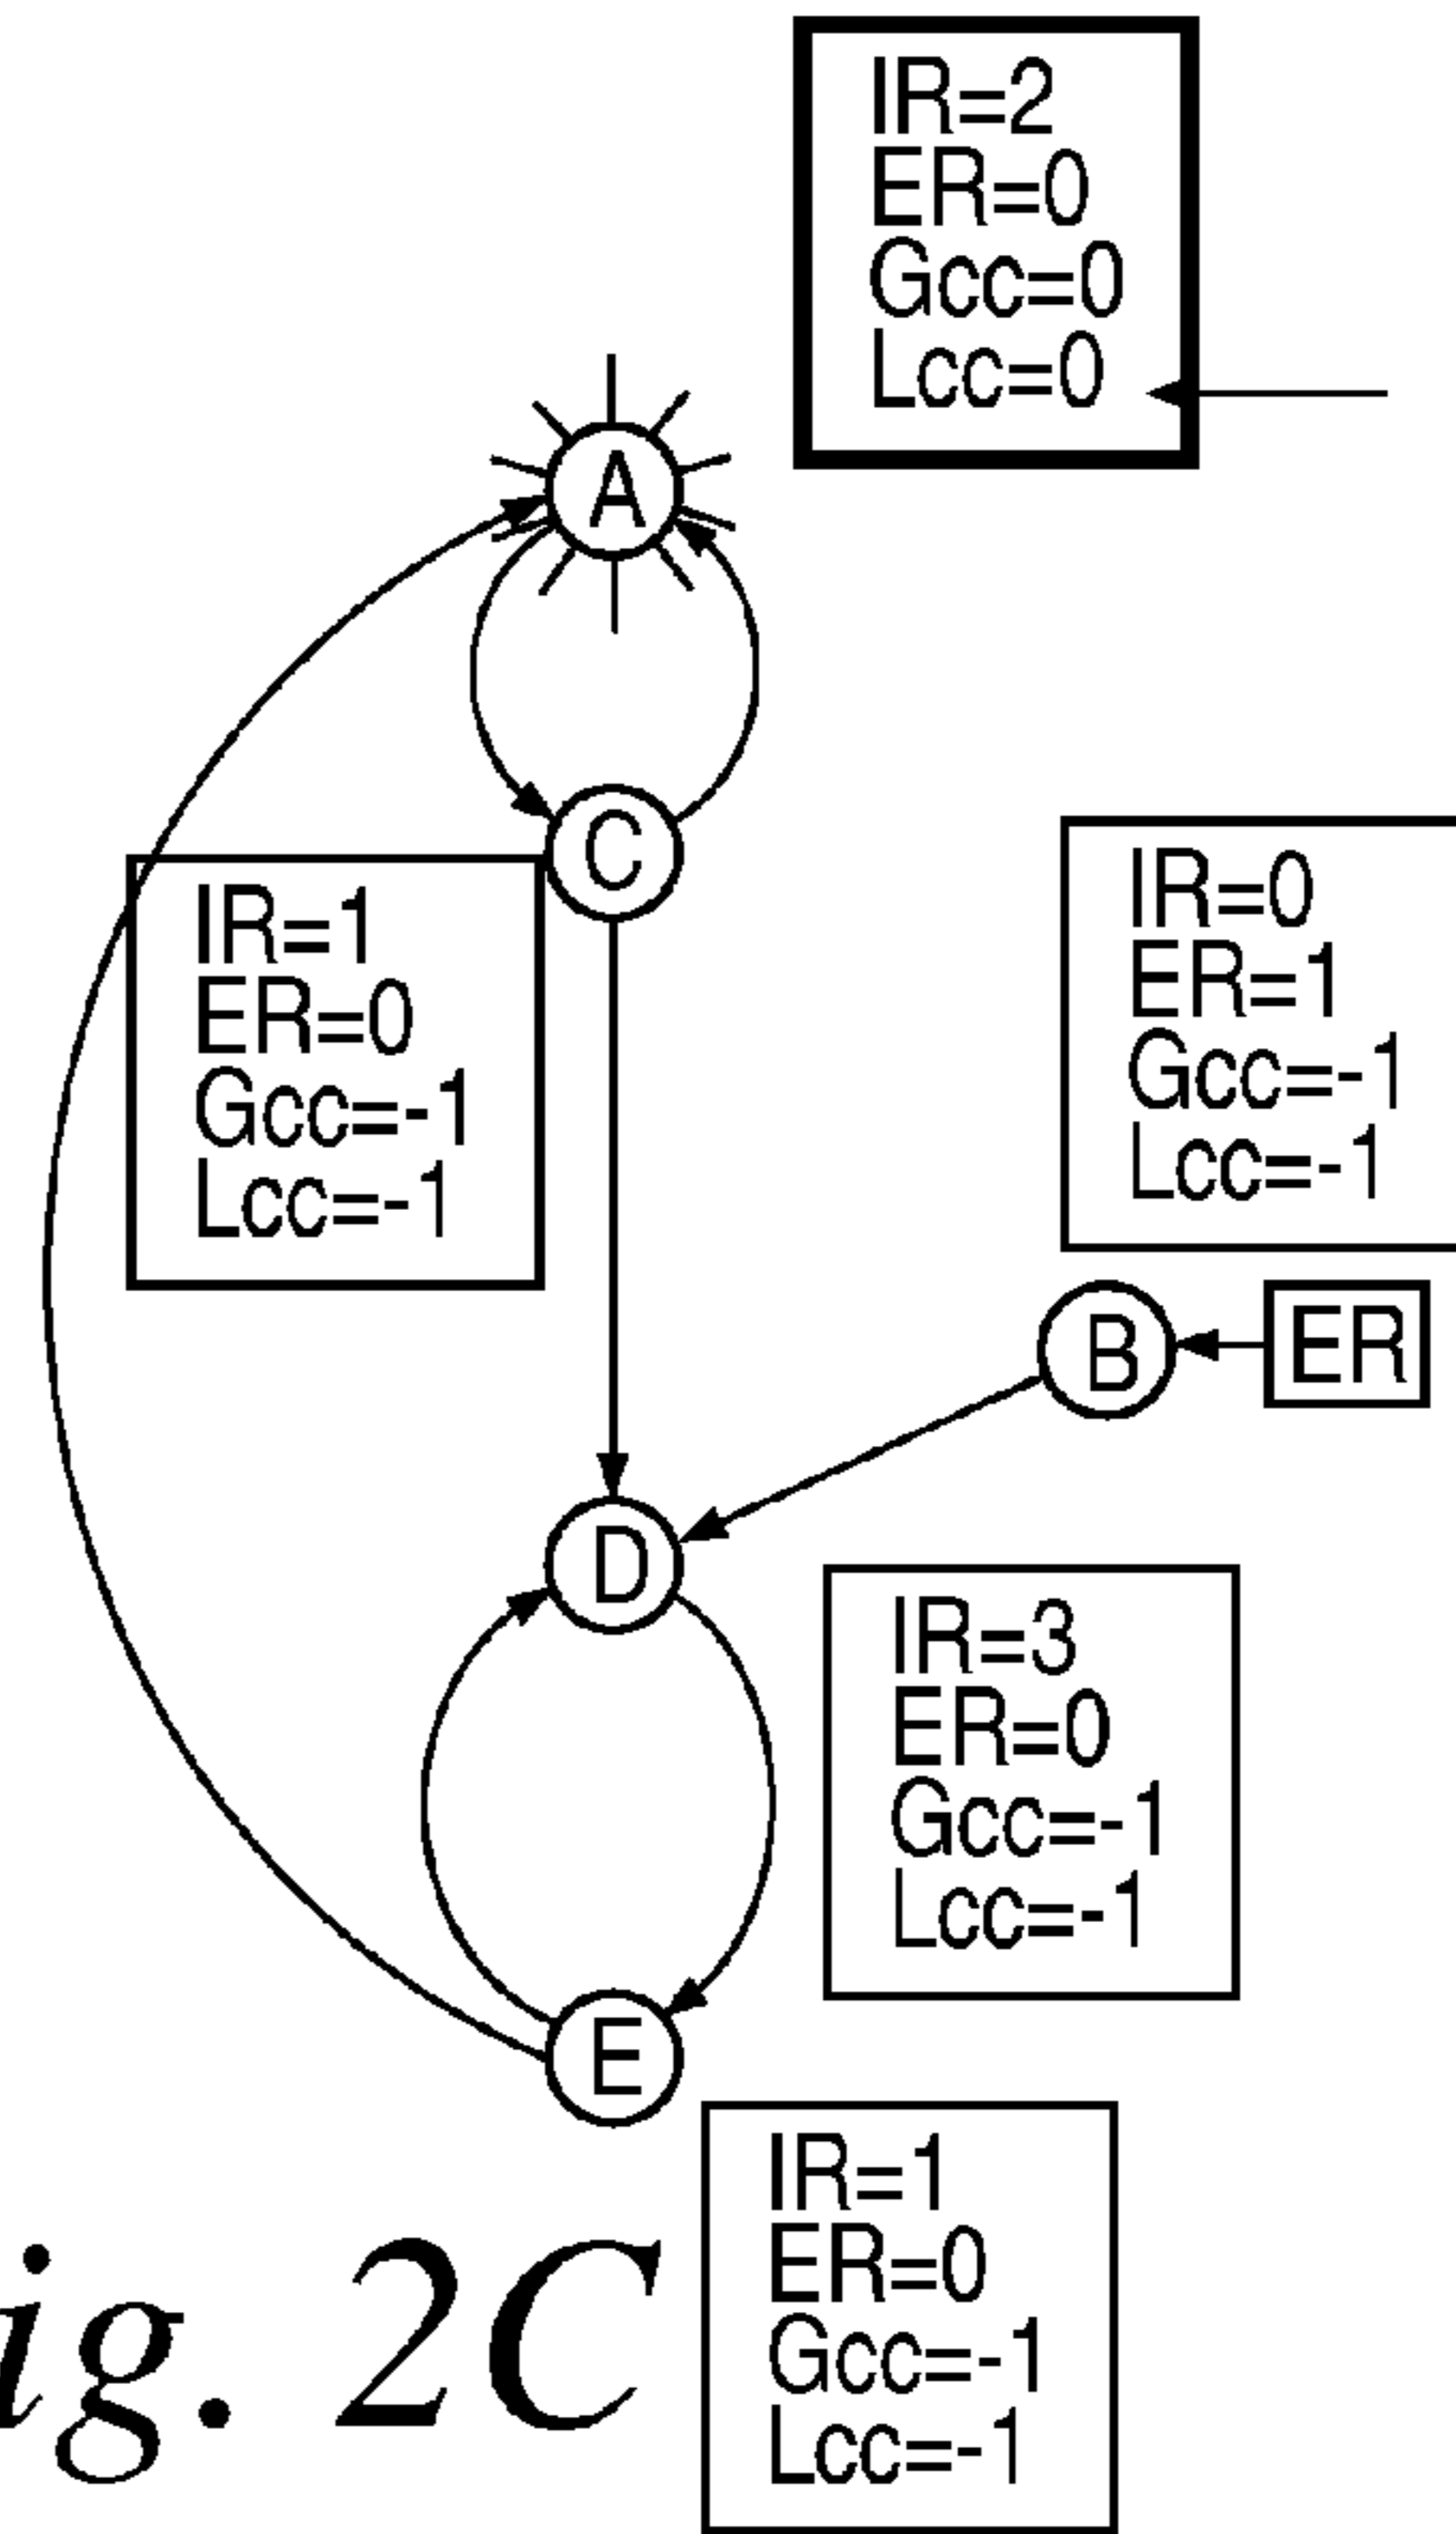 IR=2
ER=0
Gcc=0
Lcc=0
A
C
IR=1
ER=0
Gcc=-1
Lcc=-1
IR=0
ER=1
Gcc=-1
Lcc=-1
B
ER
D
IR=3
ER=0
Gcc=-1
Lcc=-1
E
IR=1
ER=0
Gcc=-1
Lcc=-1
ig. 2C